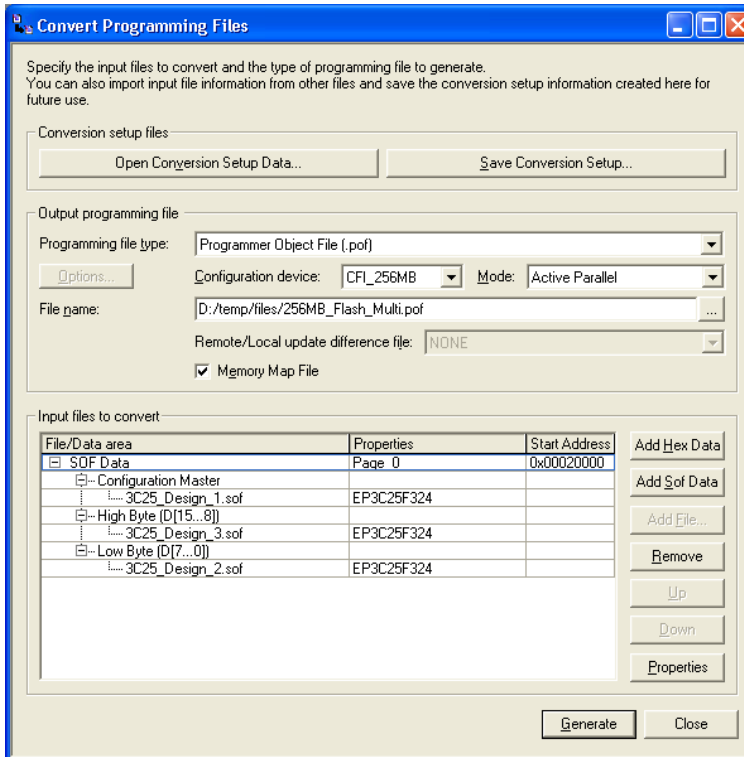 Convert Programming Files
Specify the input files to convert and the type of programming file to generate.
You can also import input file information from other files and save the conversion setup information created here for
future use.
Conversion setup files
Open Conversion Setup Data... Save Conversion Setup...
Output programming file
Programming file type: Programmer Object File (.pof)
Options... Configuration device: CFI_256MB Mode: Active Parallel
File name: D:/temp/files/256MB_Flash_Multi.pof ...
Remote/Local update difference file: NONE
Memory Map File
Input files to convert
File/Data area Properties Start Address Add Hex Data
SOF Data Page_0 0x00020000
Configuration Master Add Sof Data
3C25_Design_1.sof EP3C25F324
High Byte (D[15...8]) Add File...
3C25_Design_3.sof EP3C25F324
Low Byte (D[7...0]) Remove
3C25_Design_2.sof EP3C25F324
Up
Down
Properties
Generate Close